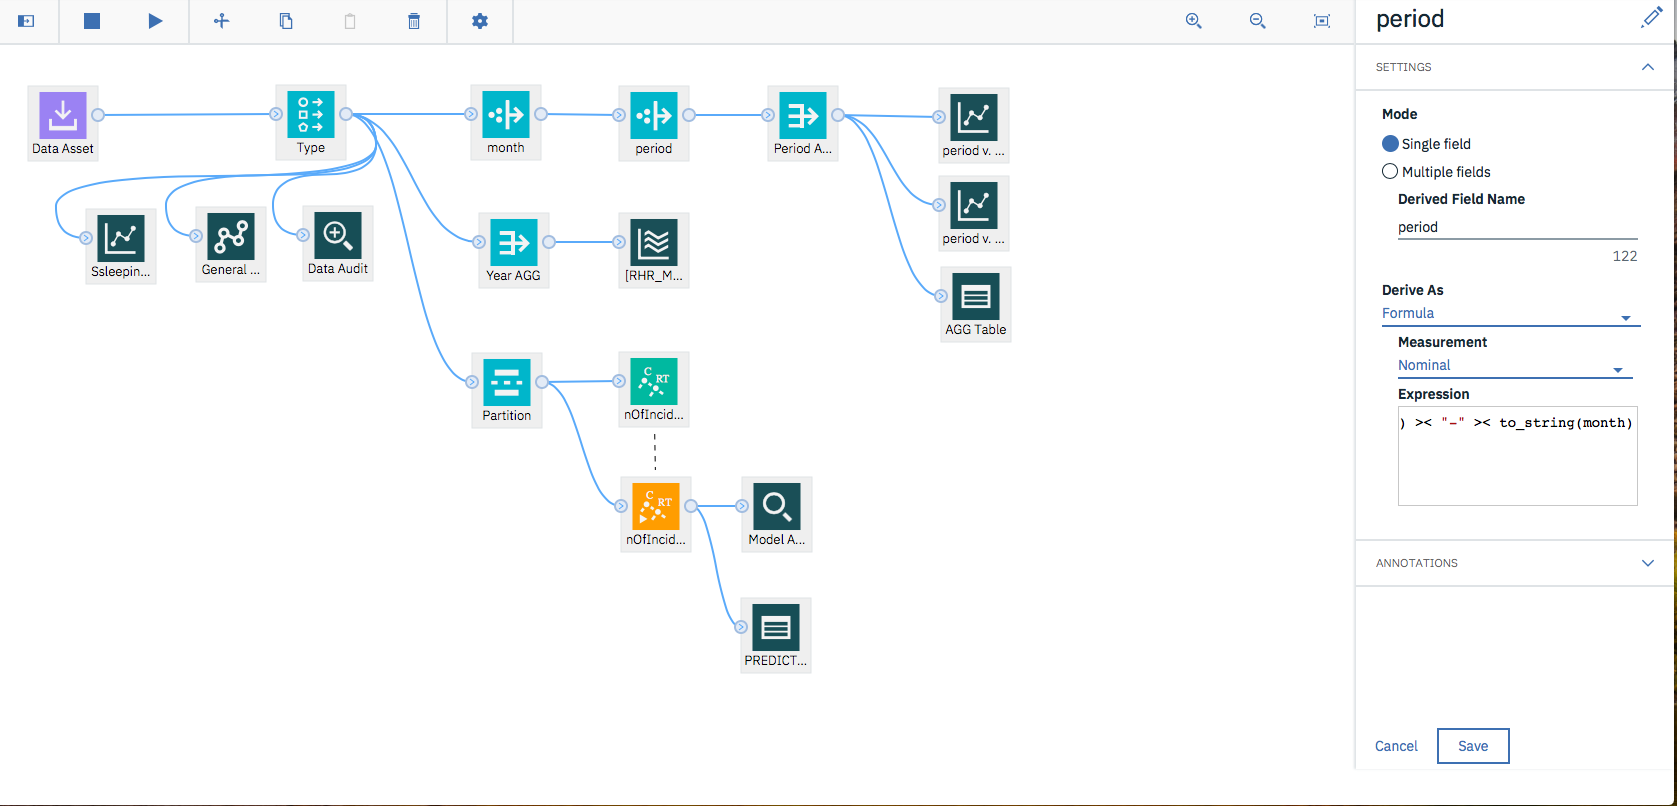 period
SETTINGS
Mode
Single field
Multiple fields
Derived Field Name
period
122
Derive As
Formula
Measurement
Nominal
Expression
) >< "-" >< to_string(month)
ANNOTATIONS
Cancel
Save
Data Asset
Type
month
period
Period A...
period v. ...
period v. ...
AGG Table
Ssleepin...
General ...
Data Audit
Year AGG
[RHR_M...
Partition
C RT
nOfIncid...
C RT
nOfIncid...
Model A...
PREDICT...